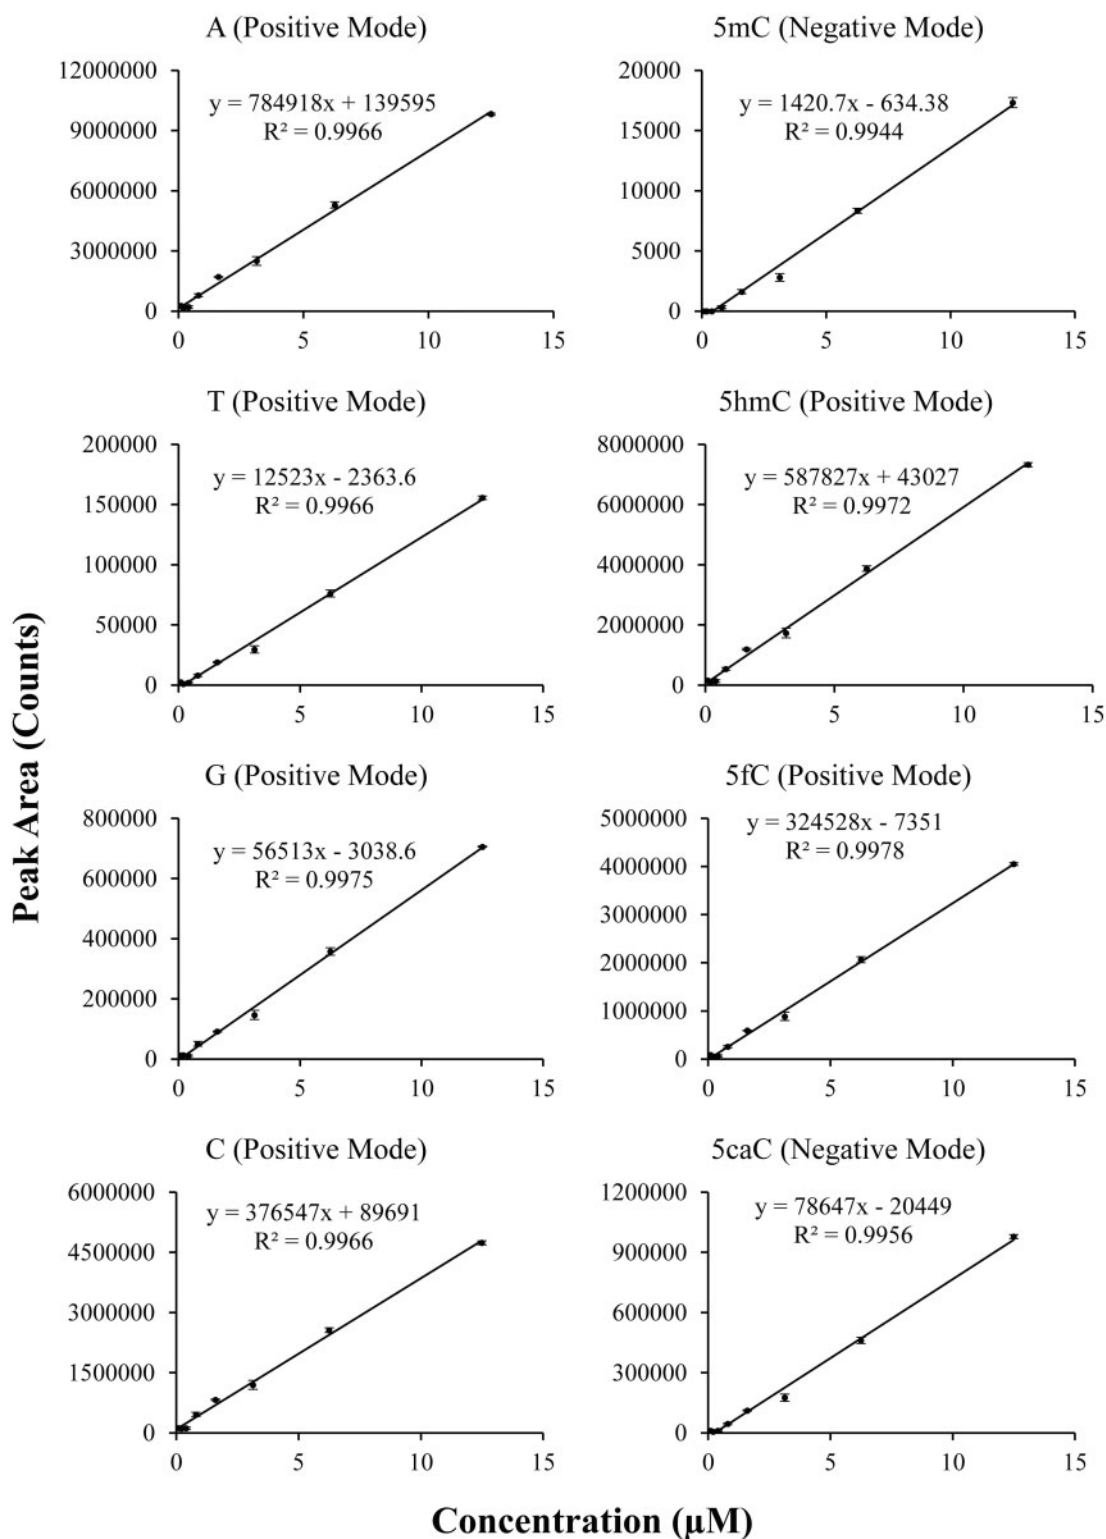 A (Positive Mode)
12000000
9000000
6000000
3000000
0
y = 784918x + 139595
R² = 0.9966
0 5 10 15
5mC (Negative Mode)
20000
15000
10000
5000
0
y = 1420.7x - 634.38
R² = 0.9944
0 5 10 15
T (Positive Mode)
200000
150000
100000
50000
0
y = 12523x - 2363.6
R² = 0.9966
0 5 10 15
5hmC (Positive Mode)
8000000
6000000
4000000
2000000
0
y = 587827x + 43027
R² = 0.9972
0 5 10 15
G (Positive Mode)
800000
600000
400000
200000
0
y = 56513x - 3038.6
R² = 0.9975
0 5 10 15
5fC (Positive Mode)
5000000
4000000
3000000
2000000
1000000
0
y = 324528x - 7351
R² = 0.9978
0 5 10 15
C (Positive Mode)
6000000
4500000
3000000
1500000
0
y = 376547x + 89691
R² = 0.9966
0 5 10 15
5caC (Negative Mode)
1200000
900000
600000
300000
0
y = 78647x - 20449
R² = 0.9956
0 5 10 15
Peak Area (Counts)
Concentration (µM)